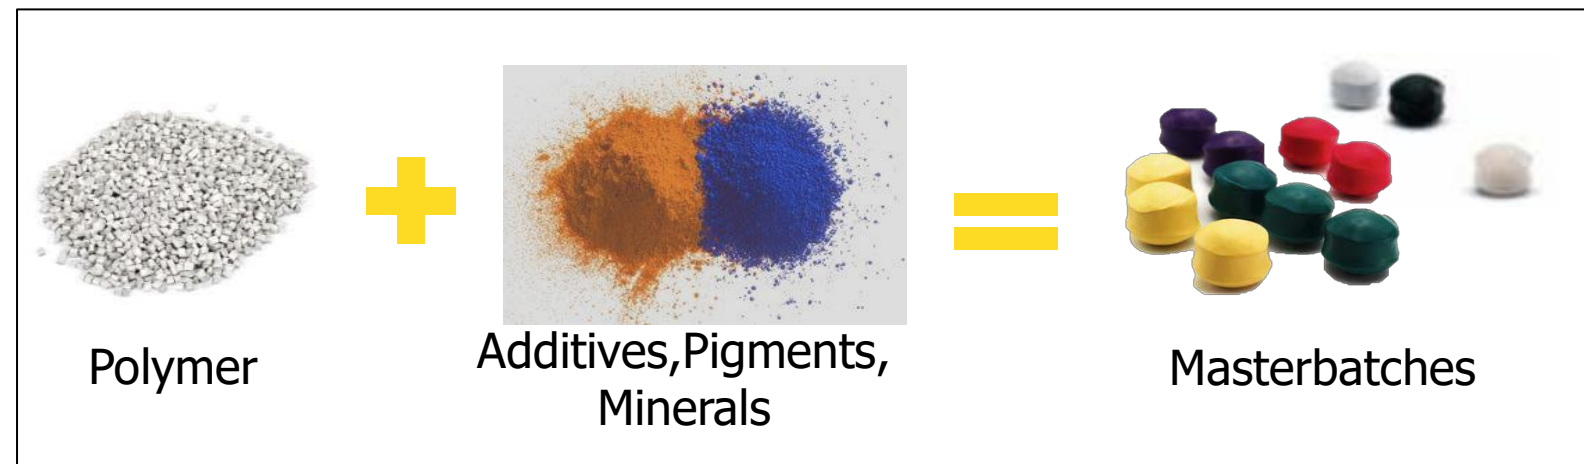 Polymer
Additives,Pigments,
Minerals
Masterbatches